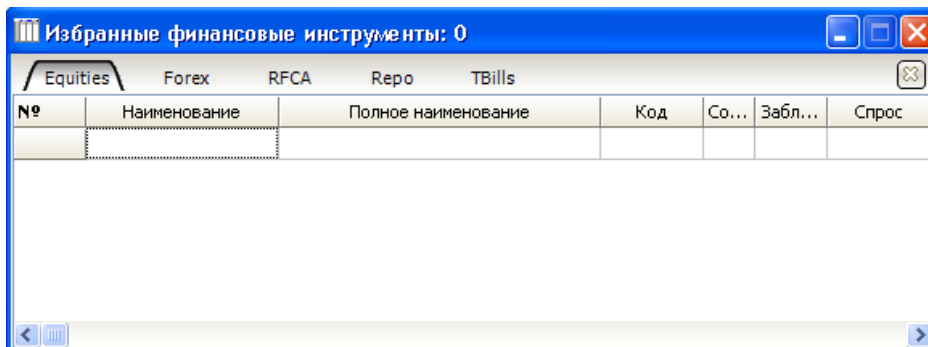 Избранные финансовые инструменты: 0
Equities Forex RFCA Repo TBills
№ Наименование Полное наименование Код Со... Забл... Спрос